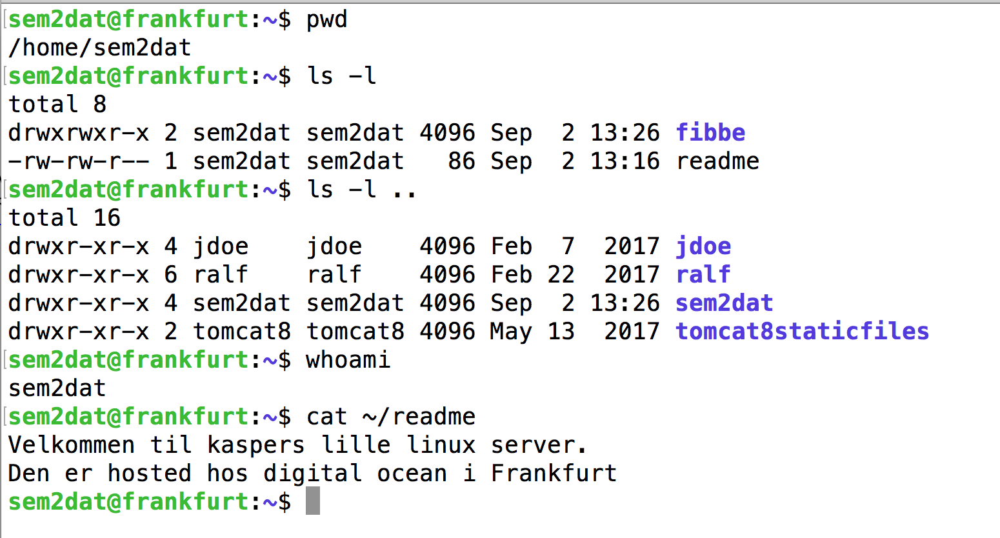 sem2dat@frankfurt:~$ pwd
/home/sem2dat
sem2dat@frankfurt:~$ ls -l
total 8
drwxrwxr-x 2 sem2dat sem2dat 4096 Sep  2 13:26 fibbe
-rw-rw-r-- 1 sem2dat sem2dat   86 Sep  2 13:16 readme
sem2dat@frankfurt:~$ ls -l ..
total 16
drwxr-xr-x 4 jdoe    jdoe    4096 Feb  7  2017 jdoe
drwxr-xr-x 6 ralf    ralf    4096 Feb 22  2017 ralf
drwxr-xr-x 4 sem2dat sem2dat 4096 Sep  2 13:26 sem2dat
drwxr-xr-x 2 tomcat8 tomcat8 4096 May 13  2017 tomcat8staticfiles
sem2dat@frankfurt:~$ whoami
sem2dat
sem2dat@frankfurt:~$ cat ~/readme
Velkommen til kaspers lille linux server.
Den er hosted hos digital ocean i Frankfurt
sem2dat@frankfurt:~$